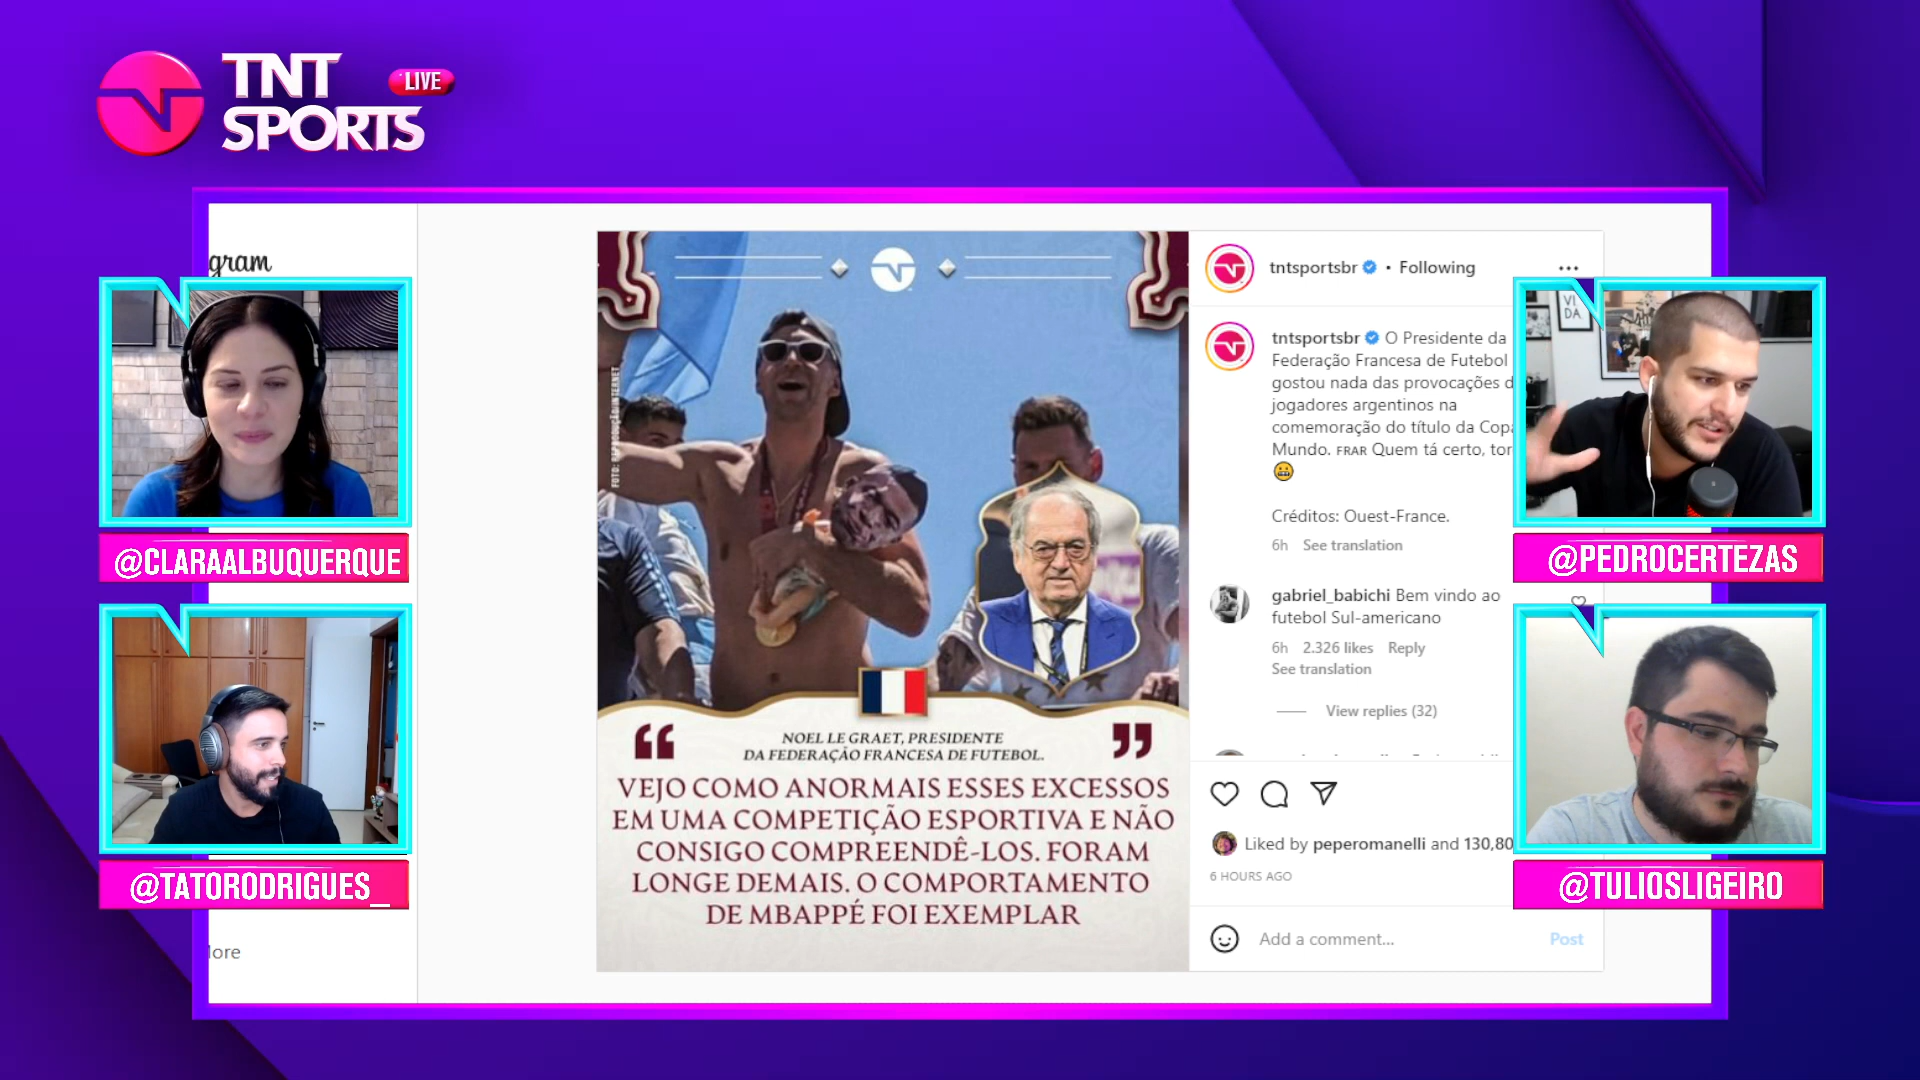 TNT
SPORTS
LIVE
gram
@CLARAALBUQUERQUE
@TATORODRIGUES_
ore
FOTO: REPRODUÇÃO/INTERNET
NOEL LE GRAET, PRESIDENTE
DA FEDERAÇÃO FRANCESA DE FUTEBOL.
VEJO COMO ANORMAIS ESSES EXCESSOS
EM UMA COMPETIÇÃO ESPORTIVA E NÃO
CONSIGO COMPREENDÊ-LOS. FORAM
LONGE DEMAIS. O COMPORTAMENTO
DE MBAPPÉ FOI EXEMPLAR
tntsportsbr • Following
tntsportsbr O Presidente da
Federação Francesa de Futebol
gostou nada das provocações d
jogadores argentinos na
comemoração do título da Copa
Mundo. FRAR Quem tá certo, tor
😬
Créditos: Ouest-France.
6h See translation
gabriel_babichi Bem vindo ao
futebol Sul-americano
6h 2.326 likes Reply
See translation
View replies (32)
Liked by peperomanelli and 130,80
6 HOURS AGO
Add a comment... Post
VI
DA
@PEDROCERTEZAS
@TULIOSLIGEIRO